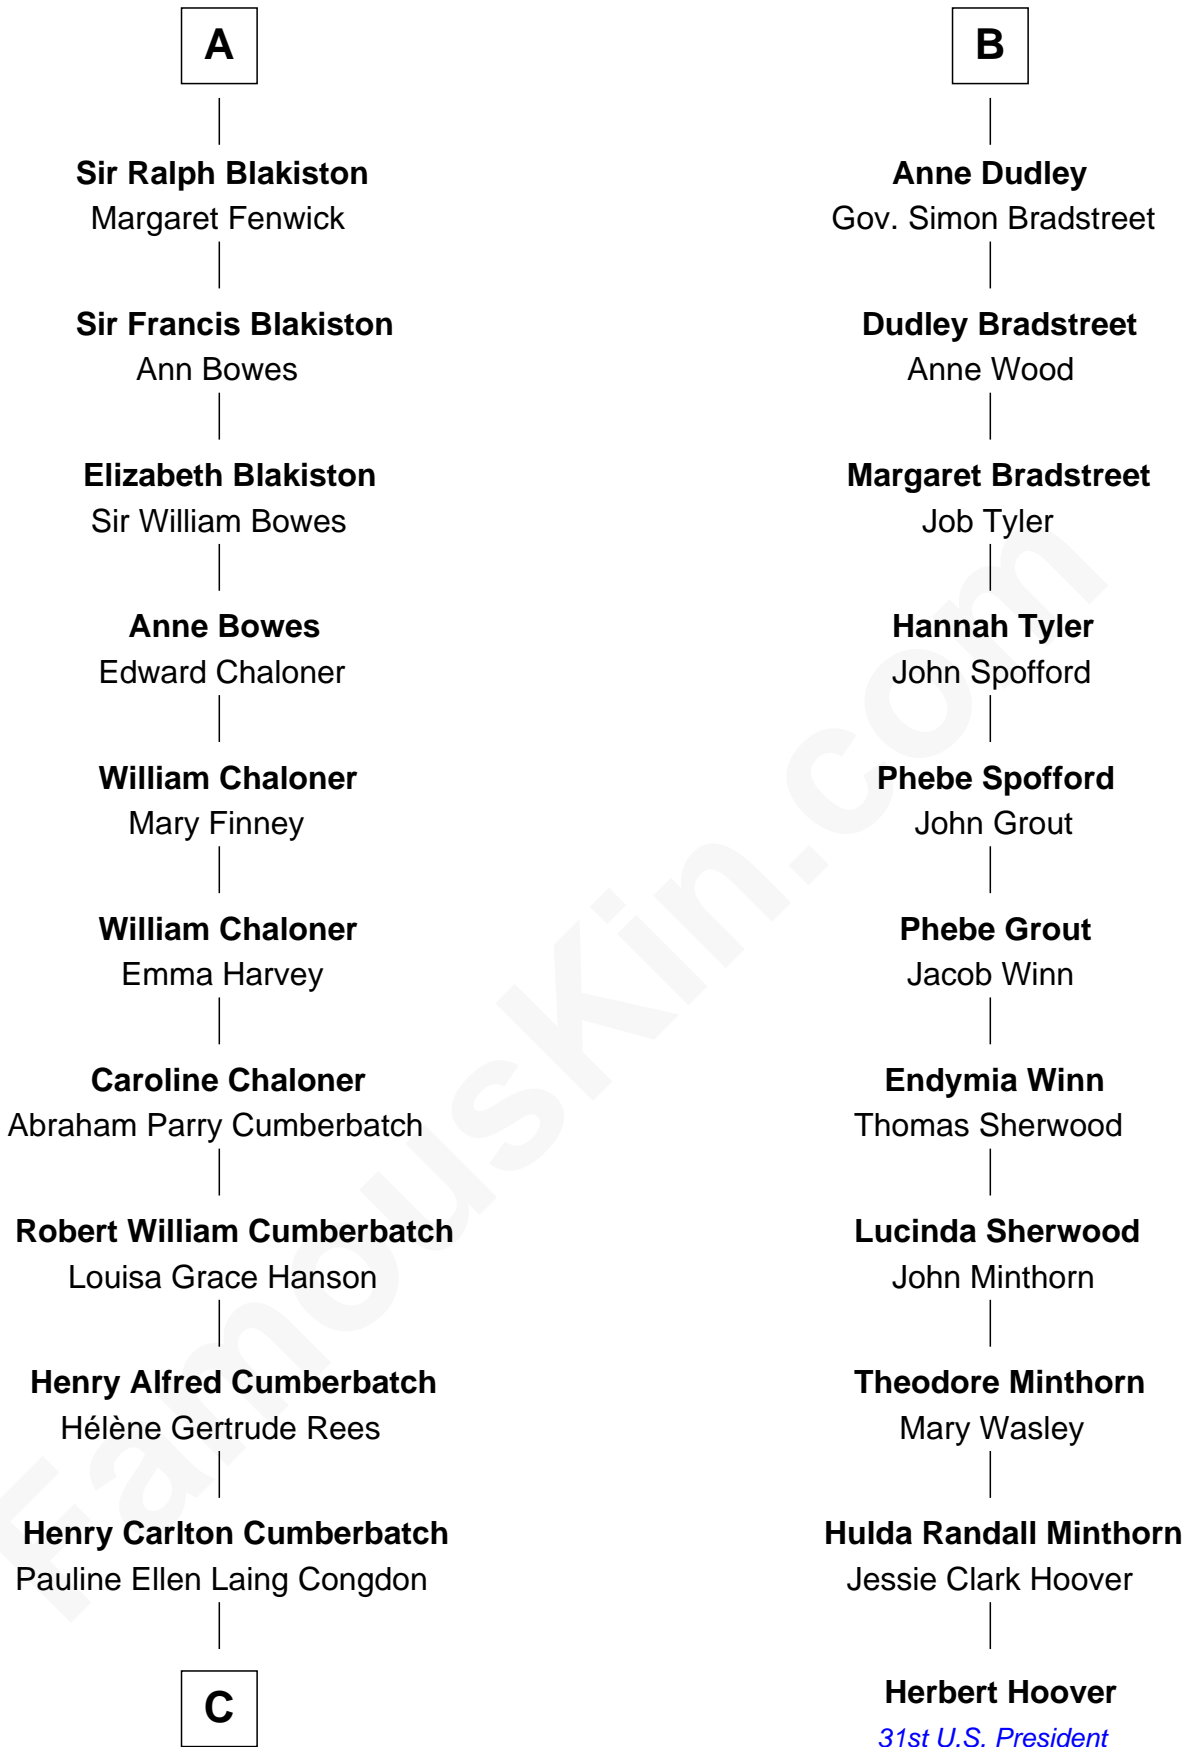 A
Sir Ralph Blakiston
Margaret Fenwick
Sir Francis Blakiston
Ann Bowes
Elizabeth Blakiston
Sir William Bowes
Anne Bowes
Edward Chaloner
William Chaloner
Mary Finney
William Chaloner
Emma Harvey
Caroline Chaloner
Abraham Parry Cumberbatch
Robert William Cumberbatch
Louisa Grace Hanson
Henry Alfred Cumberbatch
Hélène Gertrude Rees
Henry Carlton Cumberbatch
Pauline Ellen Laing Congdon
C
B
Anne Dudley
Gov. Simon Bradstreet
Dudley Bradstreet
Anne Wood
Margaret Bradstreet
Job Tyler
Hannah Tyler
John Spofford
Phebe Spofford
John Grout
Phebe Grout
Jacob Winn
Endymia Winn
Thomas Sherwood
Lucinda Sherwood
John Minthorn
Theodore Minthorn
Mary Wasley
Hulda Randall Minthorn
Jessie Clark Hoover
Herbert Hoover
31st U.S. President
FamousKin.com